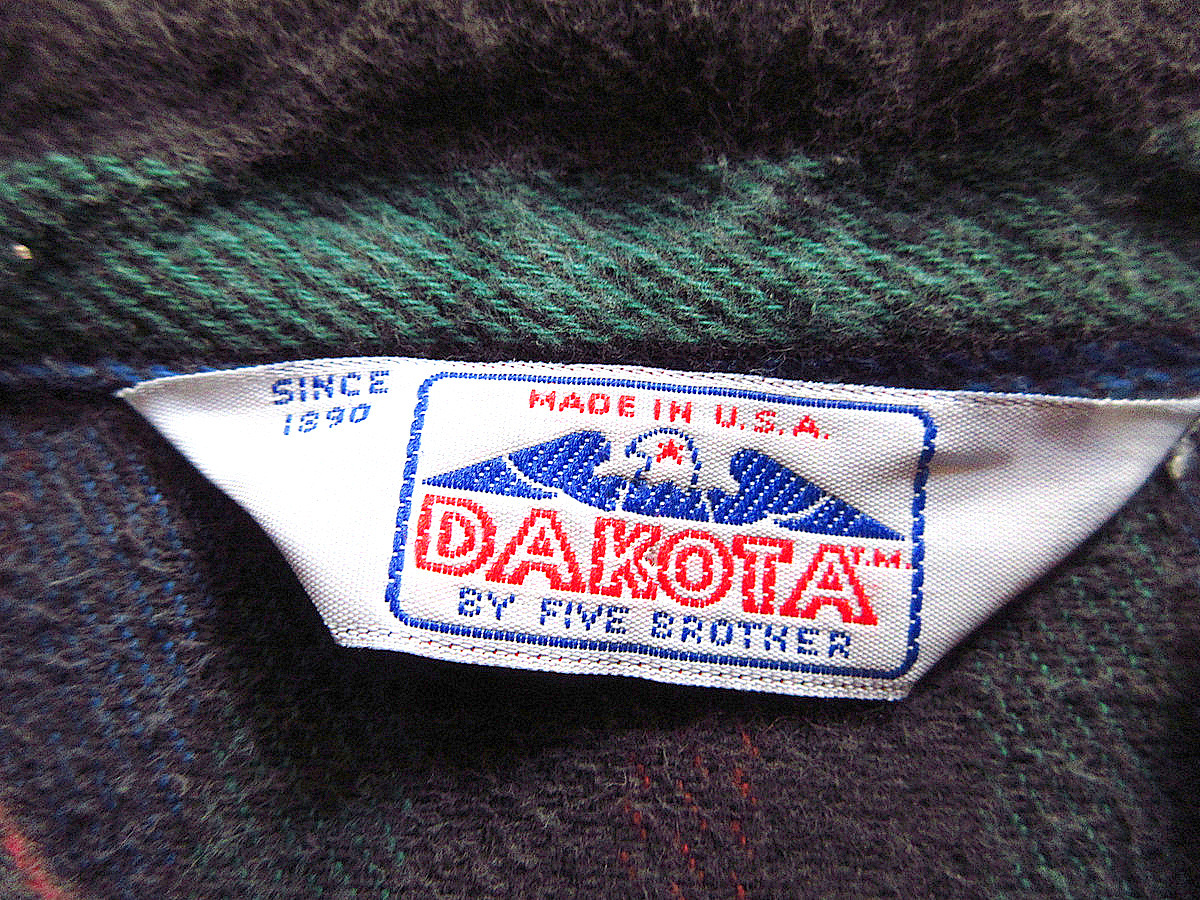 SINCE
1890
MADE IN U.S.A.
DAKOTA T.M.
BY FIVE BROTHER